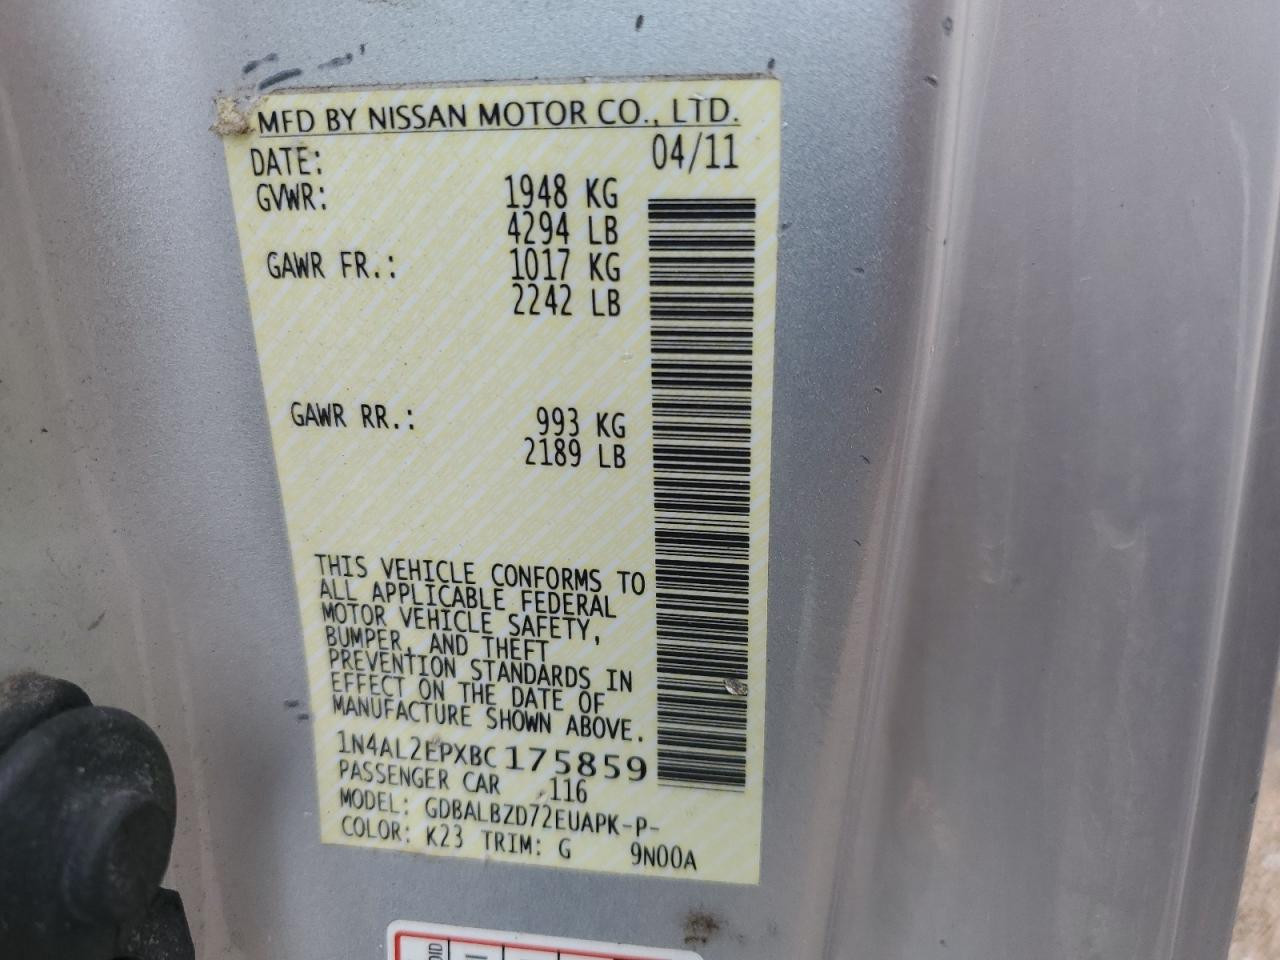 MFD BY NISSAN MOTOR CO., LTD.
DATE: 04/11
GVWR: 1948 KG
4294 LB
GAWR FR.: 1017 KG
2242 LB
GAWR RR.: 993 KG
2189 LB
THIS VEHICLE CONFORMS TO
ALL APPLICABLE FEDERAL
MOTOR VEHICLE SAFETY,
BUMPER, AND THEFT
PREVENTION STANDARDS IN
EFFECT ON THE DATE OF
MANUFACTURE SHOWN ABOVE.
1N4AL2EPXBC175859
PASSENGER CAR 116
MODEL: GDBALBZD72EUAPK-P-
COLOR: K23 TRIM: G 9N00A